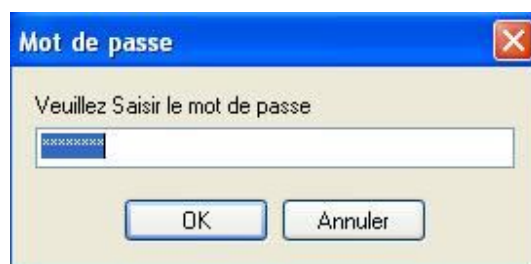 Mot de passe
Veuillez Saisir le mot de passe
********
OK
Annuler